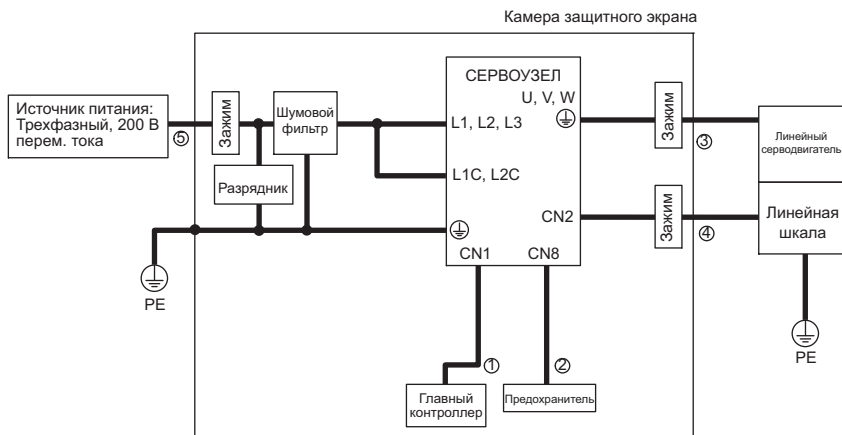 Камера защитного экрана
СЕРВОУЗЕЛ
U, V, W
Источник питания:
Трехфазный, 200 В
перем. тока
⑤
Зажим
Шумовой
фильтр
L1, L2, L3
Зажим
③
Линейный
серводвигатель
Разрядник
L1C, L2C
CN2
Зажим
④
Линейная
шкала
PE
CN1
CN8
PE
①
②
Главный
контроллер
Предохранитель